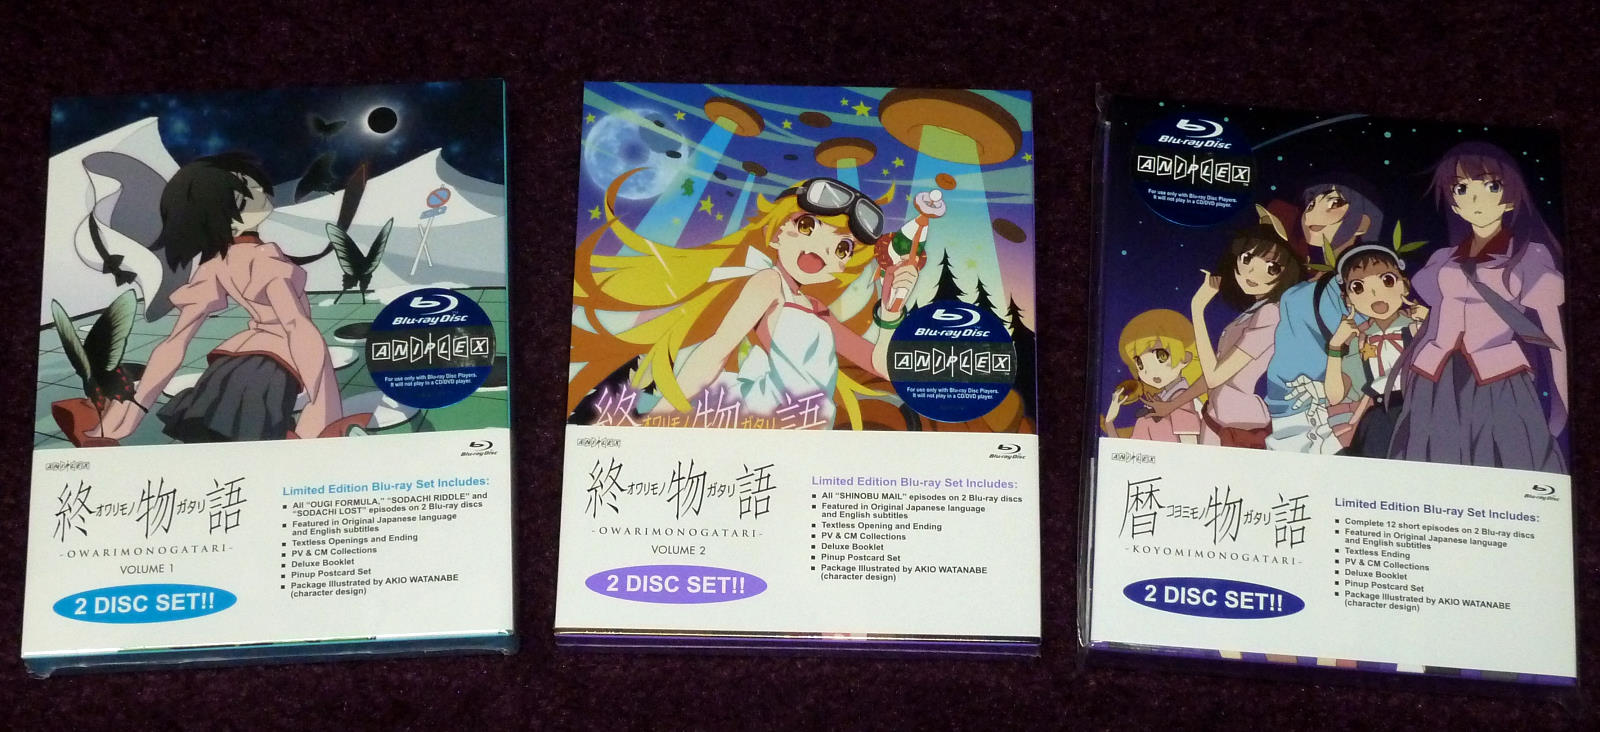 Blu-ray Disc
ANIPLEX
For use only with Blu-ray Disc Players.
It will not play in a CD/DVD player.
ANIPLEX
Blu-ray Disc
終オワリモノ物ガタリ語
-OWARIMONOGATARI-
VOLUME 1
2 DISC SET!!
Limited Edition Blu-ray Set Includes:
■ All "OUGI FORMULA," "SODACHI RIDDLE" and
"SODACHI LOST" episodes on 2 Blu-ray discs
■ Featured in Original Japanese language
and English subtitles
■ Textless Openings and Ending
■ PV & CM Collections
■ Deluxe Booklet
■ Pinup Postcard Set
■ Package Illustrated by AKIO WATANABE
(character design)
Blu-ray Disc
ANIPLEX
For use only with Blu-ray Disc Players.
It will not play in a CD/DVD player.
終オワリモノ物ガタリ語
ANIPLEX
Blu-ray Disc
終オワリモノ物ガタリ語
-OWARIMONOGATARI-
VOLUME 2
2 DISC SET!!
Limited Edition Blu-ray Set Includes:
■ All "SHINOBU MAIL" episodes on 2 Blu-ray discs
■ Featured in Original Japanese language
and English subtitles
■ Textless Opening and Ending
■ PV & CM Collections
■ Deluxe Booklet
■ Pinup Postcard Set
■ Package Illustrated by AKIO WATANABE
(character design)
Blu-ray Disc
ANIPLEX
For use only with Blu-ray Disc Players.
It will not play in a CD/DVD player.
ANIPLEX
Blu-ray Disc
暦コヨミモノ物ガタリ語
-KOYOMIMONOGATARI-
2 DISC SET!!
Limited Edition Blu-ray Set Includes:
■ Complete 12 short episodes on 2 Blu-ray discs
■ Featured in Original Japanese language
and English subtitles
■ Textless Ending
■ PV & CM Collections
■ Deluxe Booklet
■ Pinup Postcard Set
■ Package Illustrated by AKIO WATANABE
(character design)